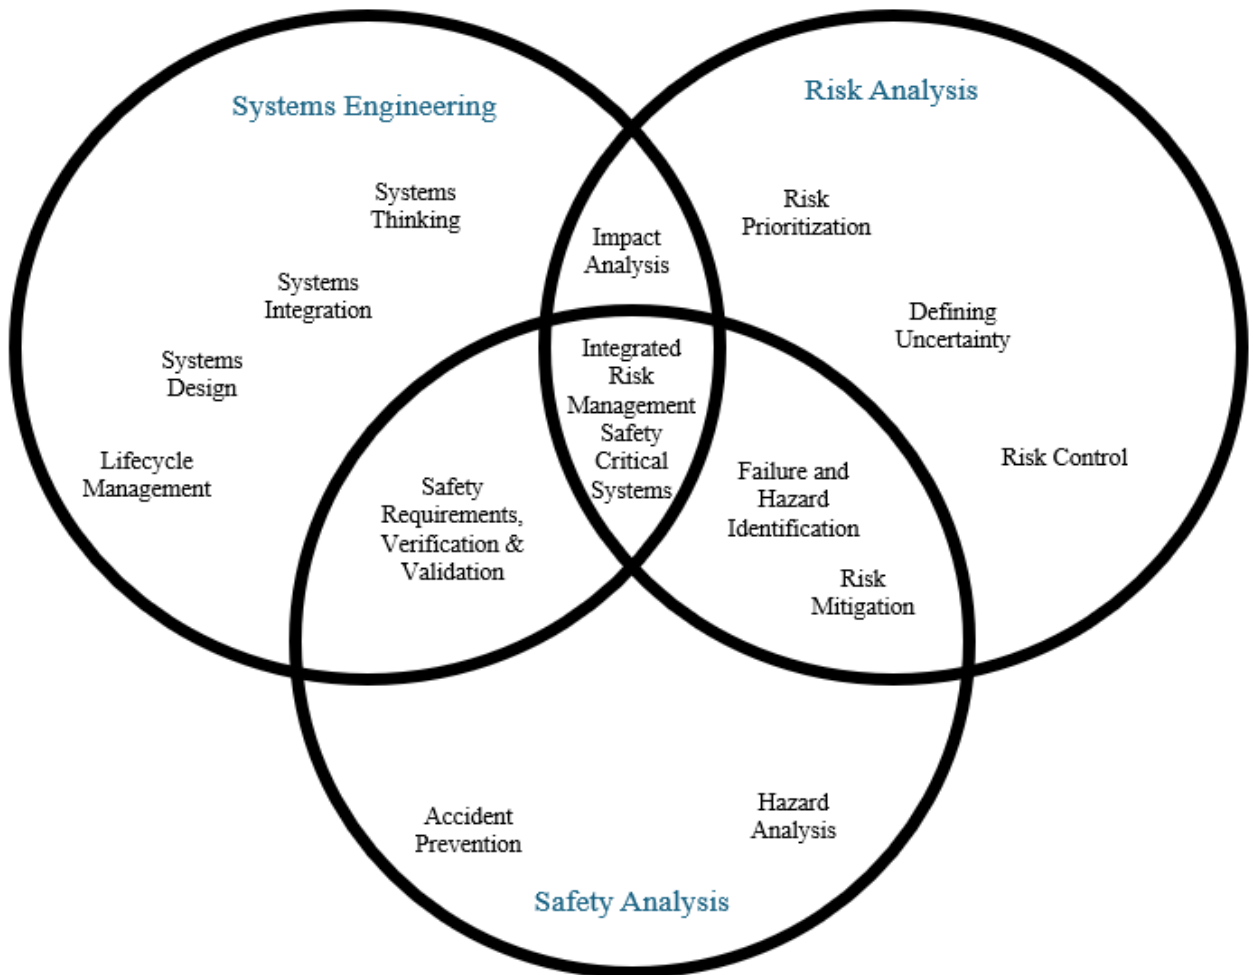 Systems Engineering
Risk Analysis
Systems
Thinking
Risk
Prioritization
Impact
Analysis
Systems
Integration
Defining
Uncertainty
Systems
Design
Integrated
Risk
Management
Safety
Critical
Systems
Lifecycle
Management
Risk Control
Safety
Requirements,
Verification &
Validation
Failure and
Hazard
Identification
Risk
Mitigation
Accident
Prevention
Hazard
Analysis
Safety Analysis